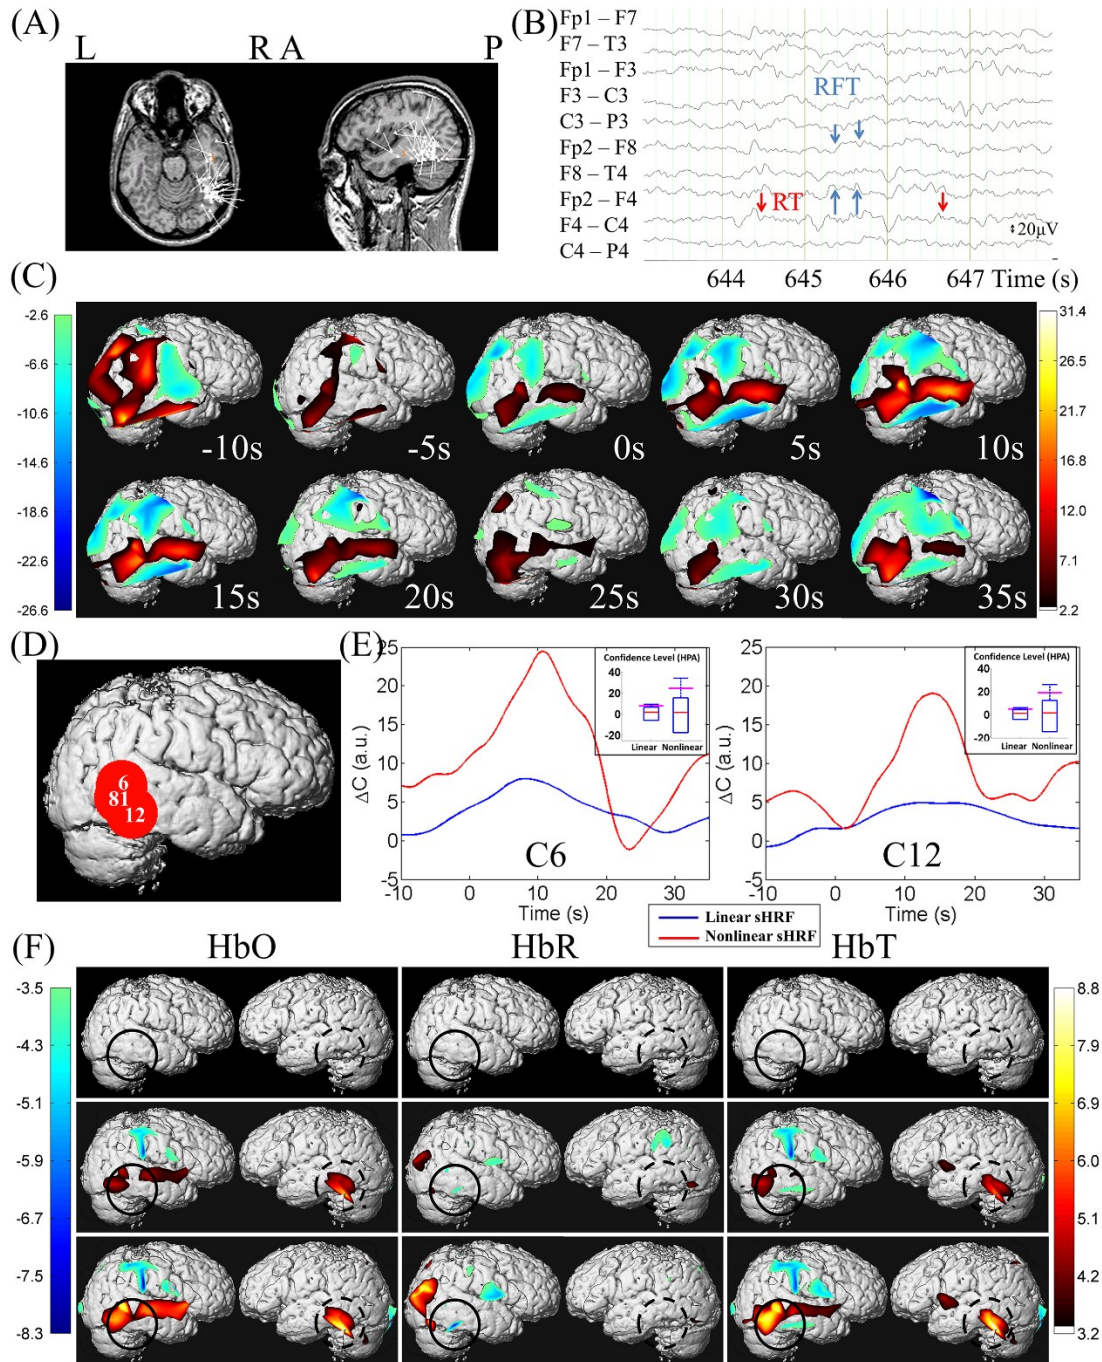 (A)
L R A P
(B)
Fp1 – F7
F7 – T3
Fp1 – F3
F3 – C3
C3 – P3
Fp2 – F8
F8 – T4
Fp2 – F4
F4 – C4
C4 – P4
RFT
RT
20μV
644 645 646 647 Time (s)
(C)
-2.6
-6.6
-10.6
-14.6
-18.6
-22.6
-26.6
-10s -5s 0s 5s 10s
15s 20s 25s 30s 35s
31.4
26.5
21.7
16.8
12.0
7.1
2.2
(D)
6
81
12
(E)
25
20
15
10
5
0
-5
ΔC (a.u.)
-10 0 10 20 30
Time (s)
C6
Confidence Level (HPA)
40
20
0
-20
Linear Nonlinear
25
20
15
10
5
0
-5
ΔC (a.u.)
-10 0 10 20 30
Time (s)
C12
Confidence Level (HPA)
40
20
0
-20
Linear Nonlinear
Linear sHRF
Nonlinear sHRF
(F)
HbO HbR HbT
-3.5
-4.3
-5.1
-5.9
-6.7
-7.5
-8.3
8.8
7.9
6.9
6.0
5.1
4.2
3.2